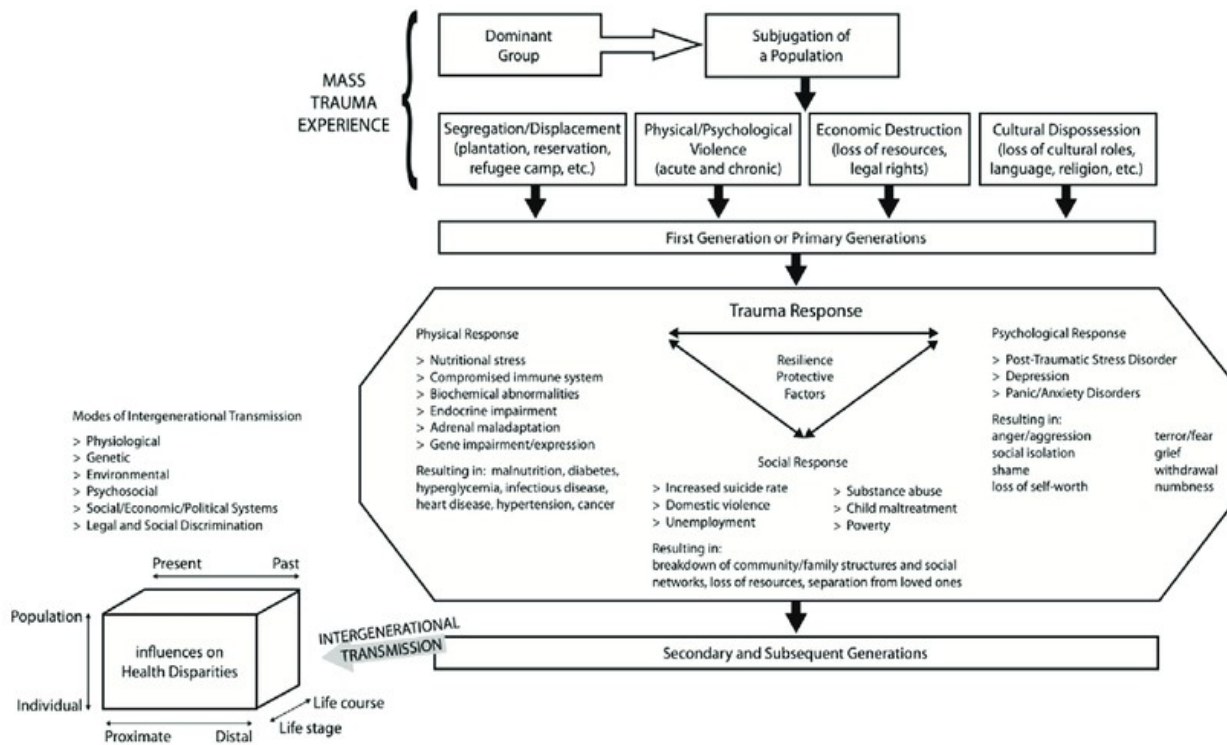 MASS
TRAUMA
EXPERIENCE
Dominant
Group
Subjugation of
a Population
Segregation/Displacement
(plantation, reservation,
refugee camp, etc.)
Physical/Psychological
Violence
(acute and chronic)
Economic Destruction
(loss of resources,
legal rights)
Cultural Dispossession
(loss of cultural roles,
language, religion, etc.)
First Generation or Primary Generations
Trauma Response
Physical Response
> Nutritional stress
> Compromised immune system
> Biochemical abnormalities
> Endocrine impairment
> Adrenal maladaptation
> Gene impairment/expression
Resulting in: malnutrition, diabetes,
hyperglycemia, infectious disease,
heart disease, hypertension, cancer
Resilience
Protective
Factors
Psychological Response
> Post-Traumatic Stress Disorder
> Depression
> Panic/Anxiety Disorders
Resulting in:
anger/aggression terror/fear
social isolation grief
shame withdrawal
loss of self-worth numbness
Social Response
> Increased suicide rate > Substance abuse
> Domestic violence > Child maltreatment
> Unemployment > Poverty
Resulting in:
breakdown of community/family structures and social
networks, loss of resources, separation from loved ones
Secondary and Subsequent Generations
INTERGENERATIONAL
TRANSMISSION
Modes of Intergenerational Transmission
> Physiological
> Genetic
> Environmental
> Psychosocial
> Social/Economic/Political Systems
> Legal and Social Discrimination
Present Past
Population
influences on
Health Disparities
Individual
Life course
Life stage
Proximate Distal